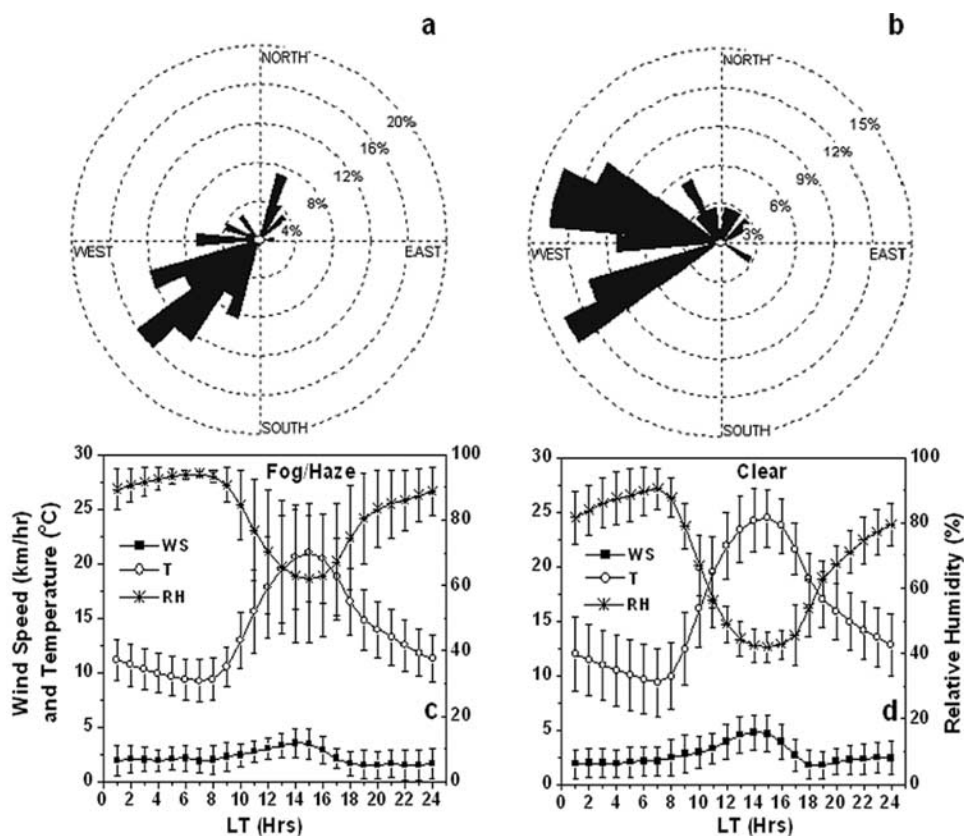 a
NORTH
20%
16%
12%
8%
4%
WEST
EAST
SOUTH
b
NORTH
15%
12%
9%
6%
3%
WEST
EAST
SOUTH
Wind Speed (km/hr)
and Temperature (°C)
30
25
20
15
10
5
0
Fog/Haze
WS
T
RH
c
100
80
60
40
20
0
0 2 4 6 8 10 12 14 16 18 20 22 24
LT (Hrs)
30
25
20
15
10
5
0
Clear
WS
T
RH
d
100
80
60
40
20
0
0 2 4 6 8 10 12 14 16 18 20 22 24
LT (Hrs)
Relative Humidity (%)